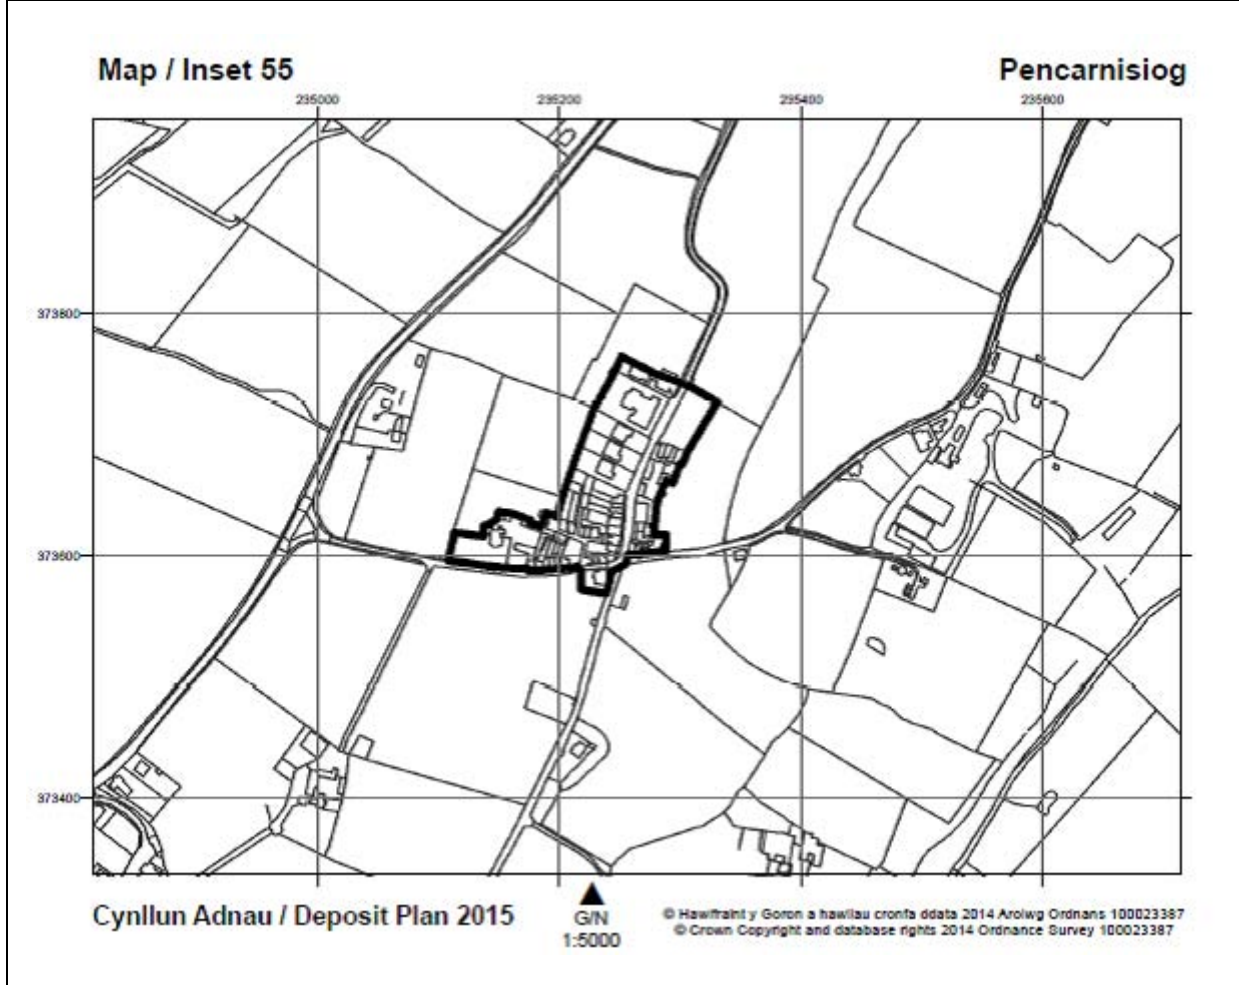 Map / Inset 55
Pencarnisiog
235000 235200 235400 235600
373800
373600
373400
Cynllun Adnau / Deposit Plan 2015
G/N
1:5000
© Hawlfraint y Goron a hawliau cronfa ddata 2014 Arolwg Ordnans 100023387
© Crown Copyright and database rights 2014 Ordnance Survey 100023387